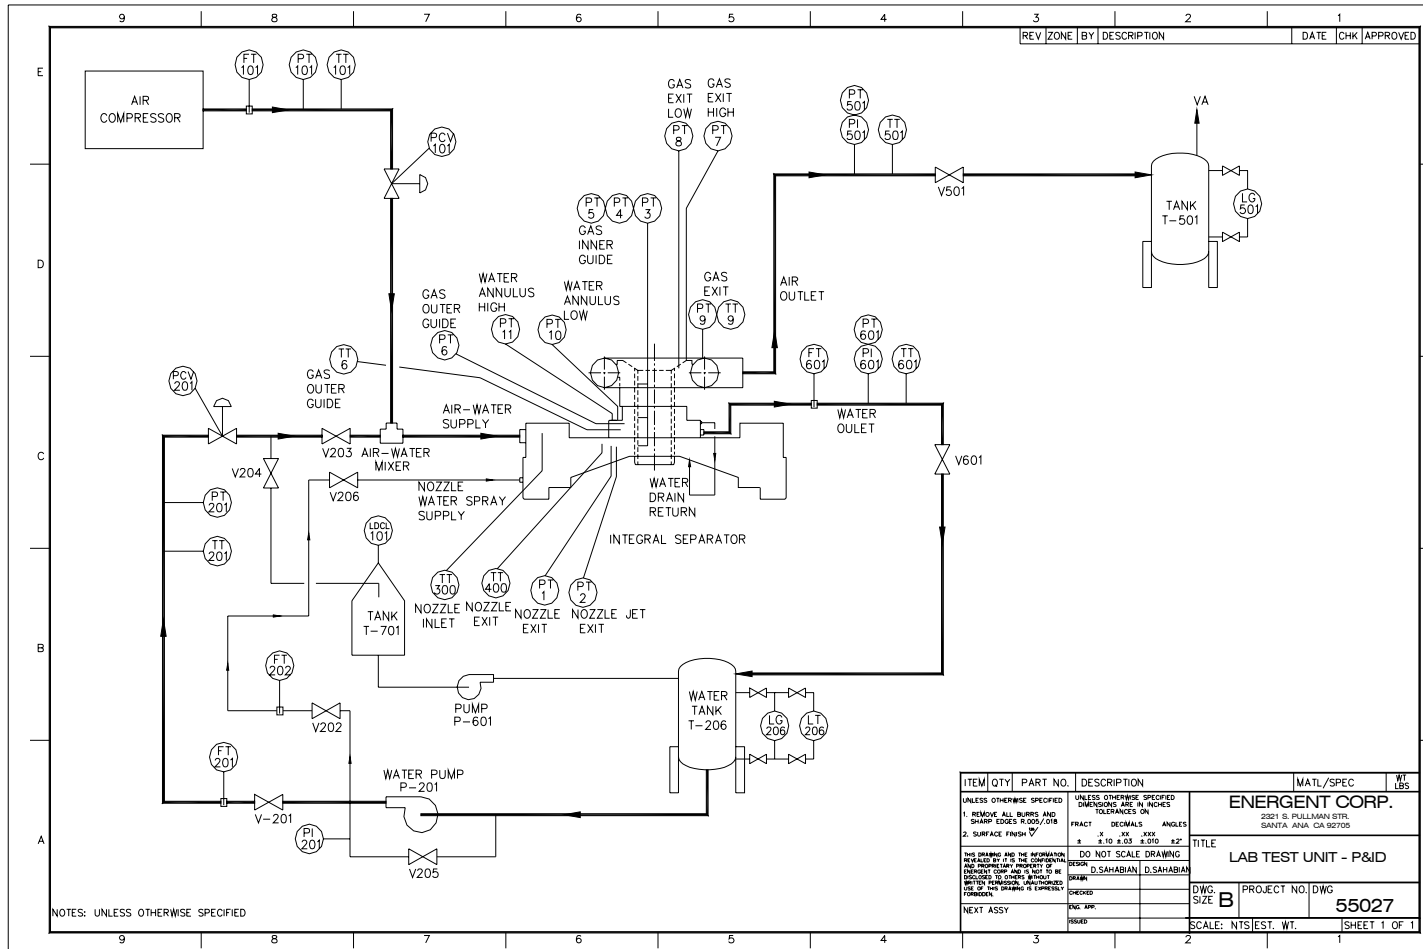 9 8 7 6 5 4 3 2 1
REV ZONE BY DESCRIPTION DATE CHK APPROVED
E
D
C
B
A
AIR
COMPRESSOR
FT
101
PT
101
TT
101
PCV
101
GAS
EXIT
LOW
PT
8
GAS
EXIT
HIGH
PT
7
PT
501
PI
501
TT
501
V501
VA
TANK
T-501
LG
501
PT
5
PT
4
PT
3
GAS
INNER
GUIDE
WATER
ANNULUS
HIGH
PT
11
WATER
ANNULUS
LOW
PT
10
GAS
OUTER
GUIDE
PT
6
GAS
EXIT
PT
9
TT
9
AIR
OUTLET
TT
6
GAS
OUTER
GUIDE
PCV
201
FT
601
PT
601
PI
601
TT
601
WATER
OULET
V601
AIR-WATER
SUPPLY
V203
AIR-WATER
MIXER
V204
V206
NOZZLE
WATER SPRAY
SUPPLY
WATER
DRAIN
RETURN
INTEGRAL SEPARATOR
PT
201
TT
201
LDCL
101
TANK
T-701
TT
300
NOZZLE
INLET
TT
400
NOZZLE
EXIT
PT
1
NOZZLE
EXIT
PT
2
NOZZLE JET
EXIT
FT
202
V202
PUMP
P-601
WATER
TANK
T-206
LG
206
LT
206
FT
201
V-201
WATER PUMP
P-201
PI
201
V205
NOTES: UNLESS OTHERWISE SPECIFIED
ITEM QTY PART NO. DESCRIPTION MATL/SPEC WT
LBS
UNLESS OTHERWISE SPECIFIED
1. REMOVE ALL BURRS AND
SHARP EDGES R.005/.018
2. SURFACE FINISH
UNLESS OTHERWISE SPECIFIED
DIMENSIONS ARE IN INCHES
TOLERANCES ON
FRACT DECIMALS ANGLES
.X .XX .XXX
± ±.10 ±.03 ±.010 ±2°
THIS DRAWING AND THE INFORMATION
REVEALED BY IT IS THE CONFIDENTIAL
AND PROPRIETARY PROPERTY OF
ENERGENT CORP AND IS NOT TO BE
DISCLOSED TO OTHERS WITHOUT
WRITTEN PERMISSION. UNAUTHORIZED
USE OF THIS DRAWING IS EXPRESSLY
FORBIDDEN.
NEXT ASSY
DO NOT SCALE DRAWING
DESIGN D.SAHABIAN D.SAHABIAN
DRAWN
CHECKED
ENG. APP.
ISSUED
ENERGENT CORP.
2321 S. PULLMAN STR.
SANTA ANA CA 92705
TITLE
LAB TEST UNIT - P&ID
DWG.
SIZE B
PROJECT NO.
DWG
55027
SCALE: NTS EST. WT. SHEET 1 OF 1
9 8 7 6 5 4 3 2 1